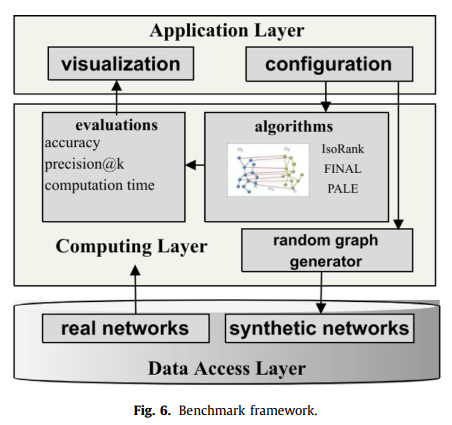 Application Layer
visualization
configuration
evaluations
accuracy
precision@k
computation time
algorithms
IsoRank
FINAL
PALE
Computing Layer
random graph
generator
real networks
synthetic networks
Data Access Layer
Fig. 6. Benchmark framework.